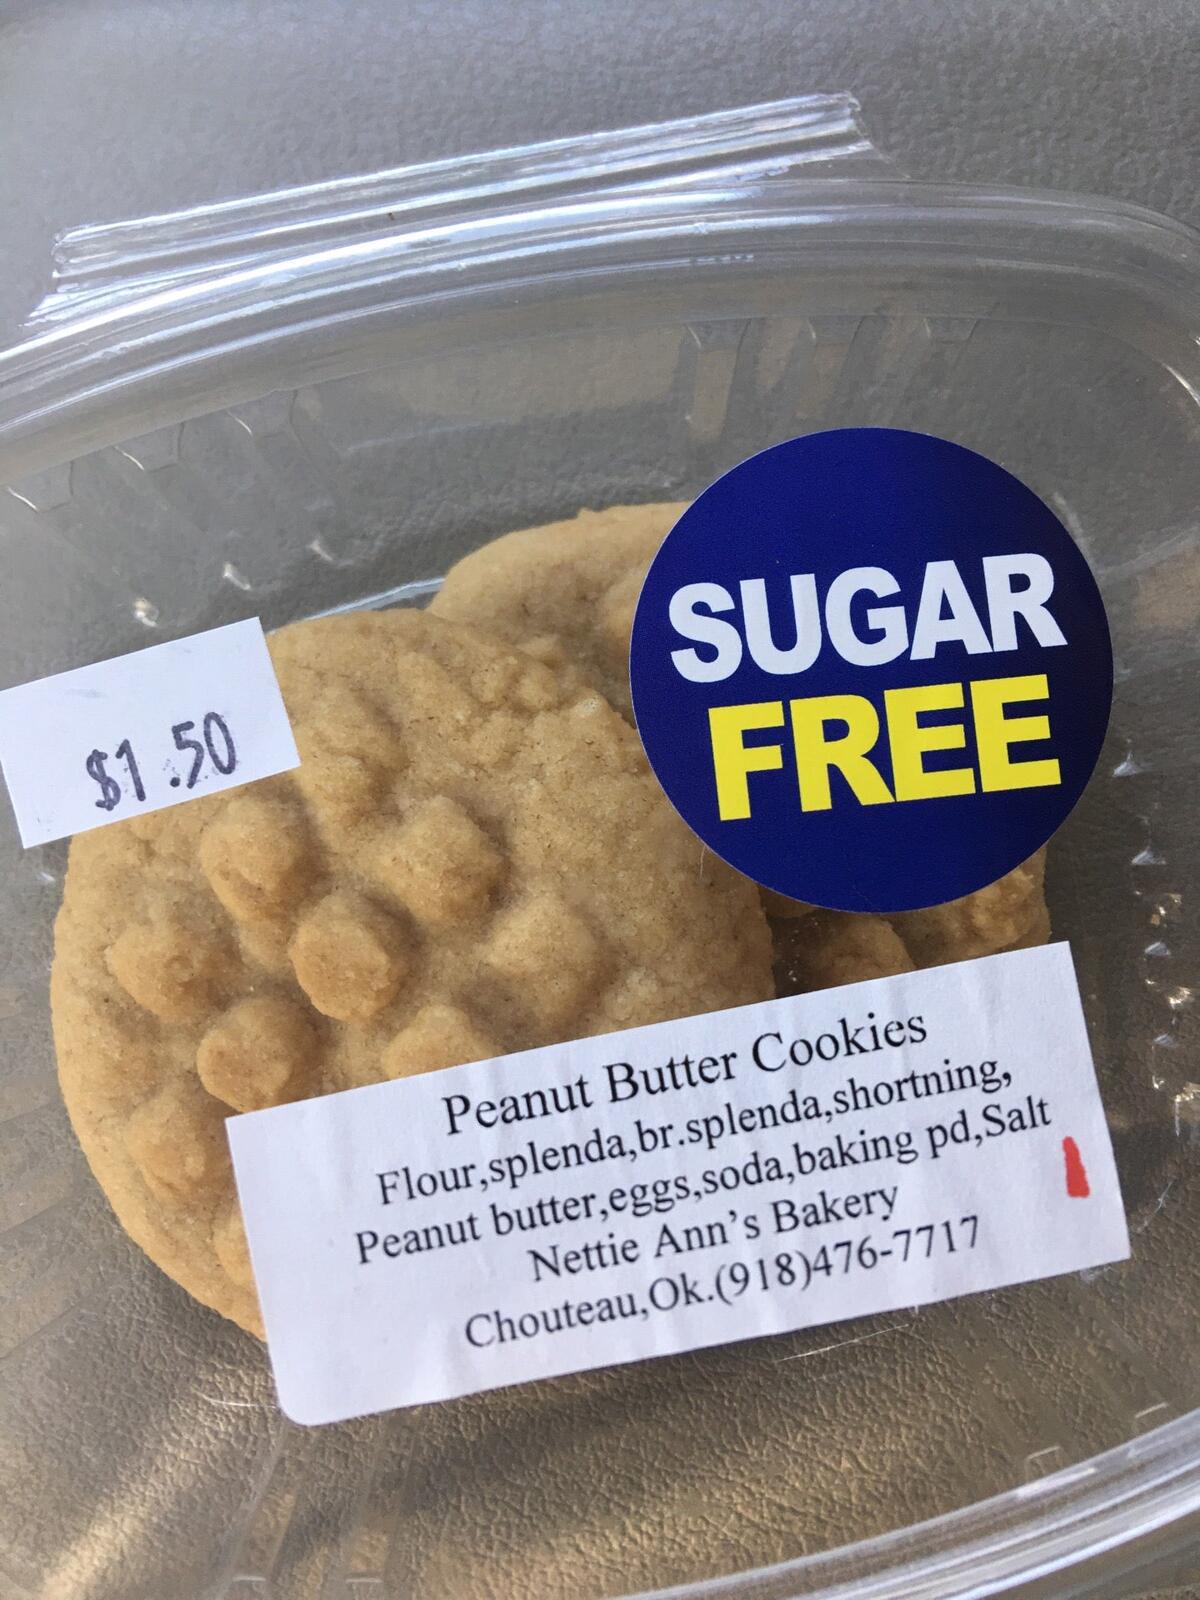 $1.50
SUGAR
FREE
Peanut Butter Cookies
Flour,splenda,br.splenda,shortning,
Peanut butter,eggs,soda,baking pd,Salt
Nettie Ann's Bakery
Chouteau,Ok.(918)476-7717